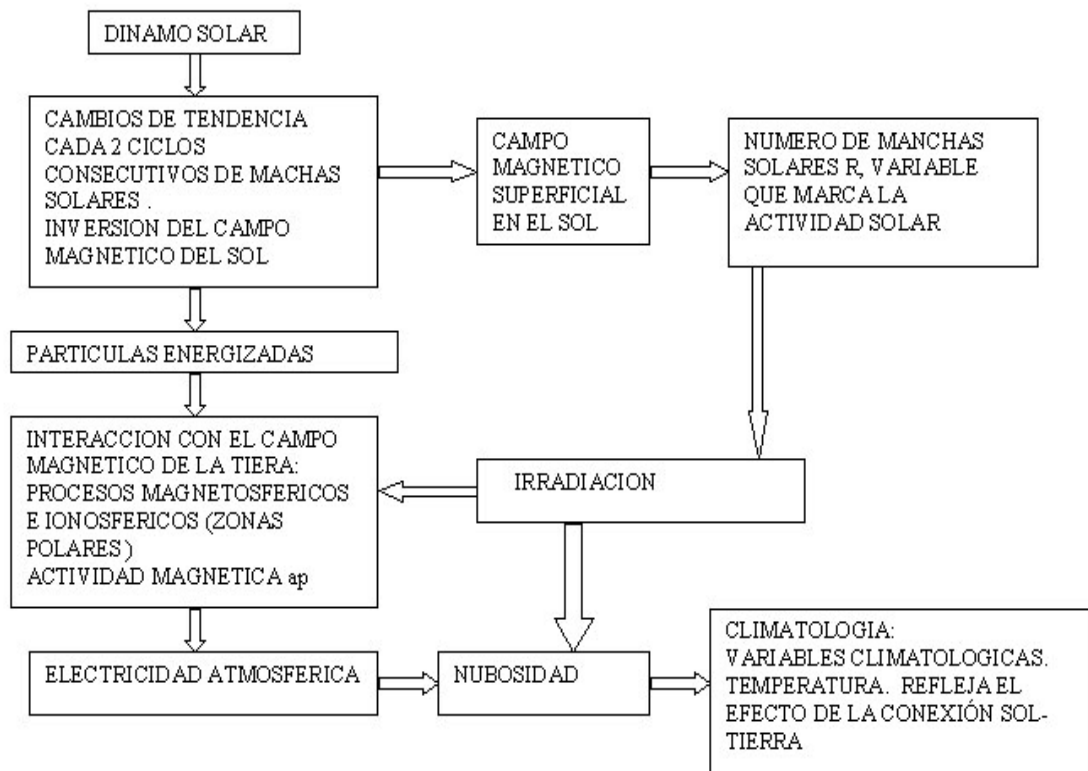 DINAMO SOLAR
CAMBIOS DE TENDENCIA
CADA 2 CICLOS
CONSECUTIVOS DE MACHAS
SOLARES .
INVERSION DEL CAMPO
MAGNETICO DEL SOL
CAMPO
MAGNETICO
SUPERFICIAL
EN EL SOL
NUMERO DE MANCHAS
SOLARES R, VARIABLE
QUE MARCA LA
ACTIVIDAD SOLAR
PARTICULAS ENERGIZADAS
INTERACCION CON EL CAMPO
MAGNETICO DE LA TIERA:
PROCESOS MAGNETOSFERICOS
E IONOSFERICOS (ZONAS
POLARES )
ACTIVIDAD MAGNETICA ap
IRRADIACION
ELECTRICIDAD ATMOSFERICA
NUBOSIDAD
CLIMATOLOGIA:
VARIABLES CLIMATOLOGICAS.
TEMPERATURA.  REFLEJA EL
EFECTO DE LA CONEXIÓN SOL-
TIERRA